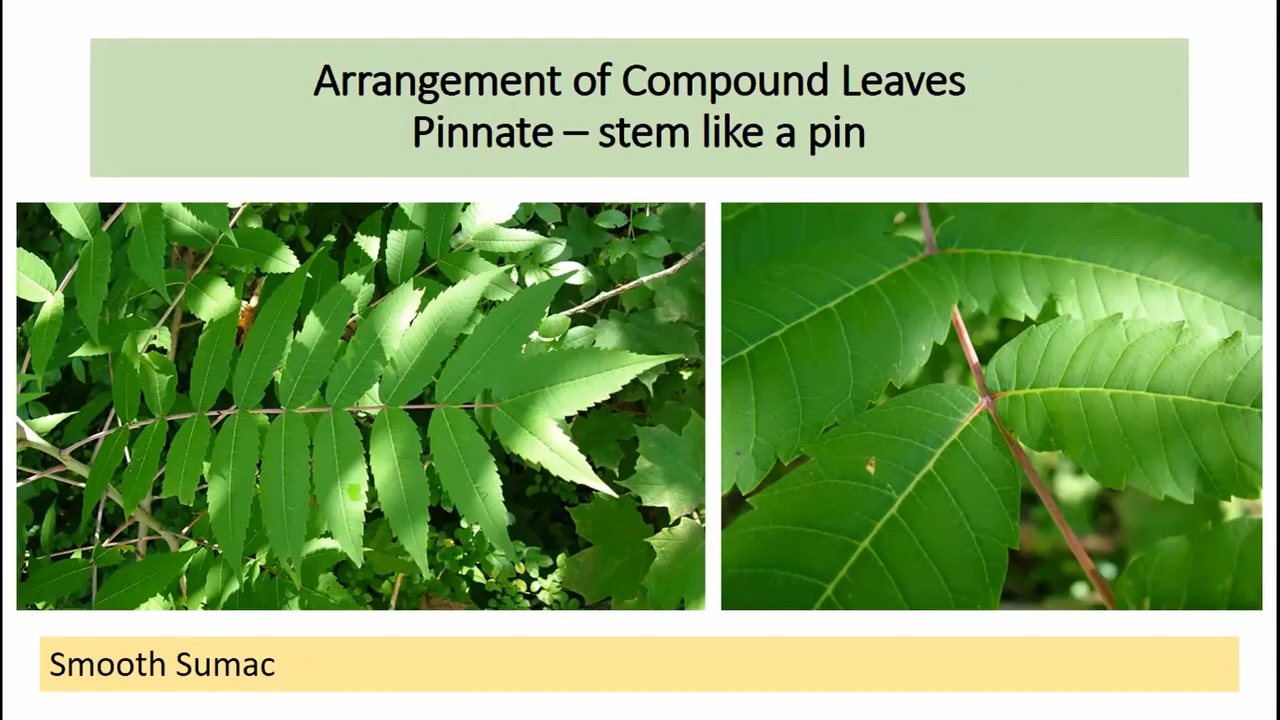 Arrangement of Compound Leaves
Pinnate – stem like a pin
Smooth Sumac